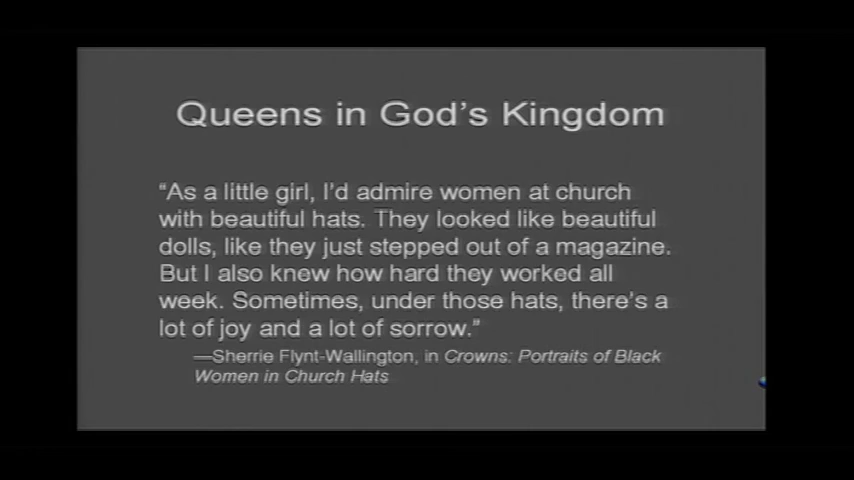 Queens in God's Kingdom
“As a little girl, I'd admire women at church
with beautiful hats. They looked like beautiful
dolls, like they just stepped out of a magazine.
But I also knew how hard they worked all
week. Sometimes, under those hats, there's a
lot of joy and a lot of sorrow.”
—Sherrie Flynt-Wallington, in Crowns: Portraits of Black
Women in Church Hats